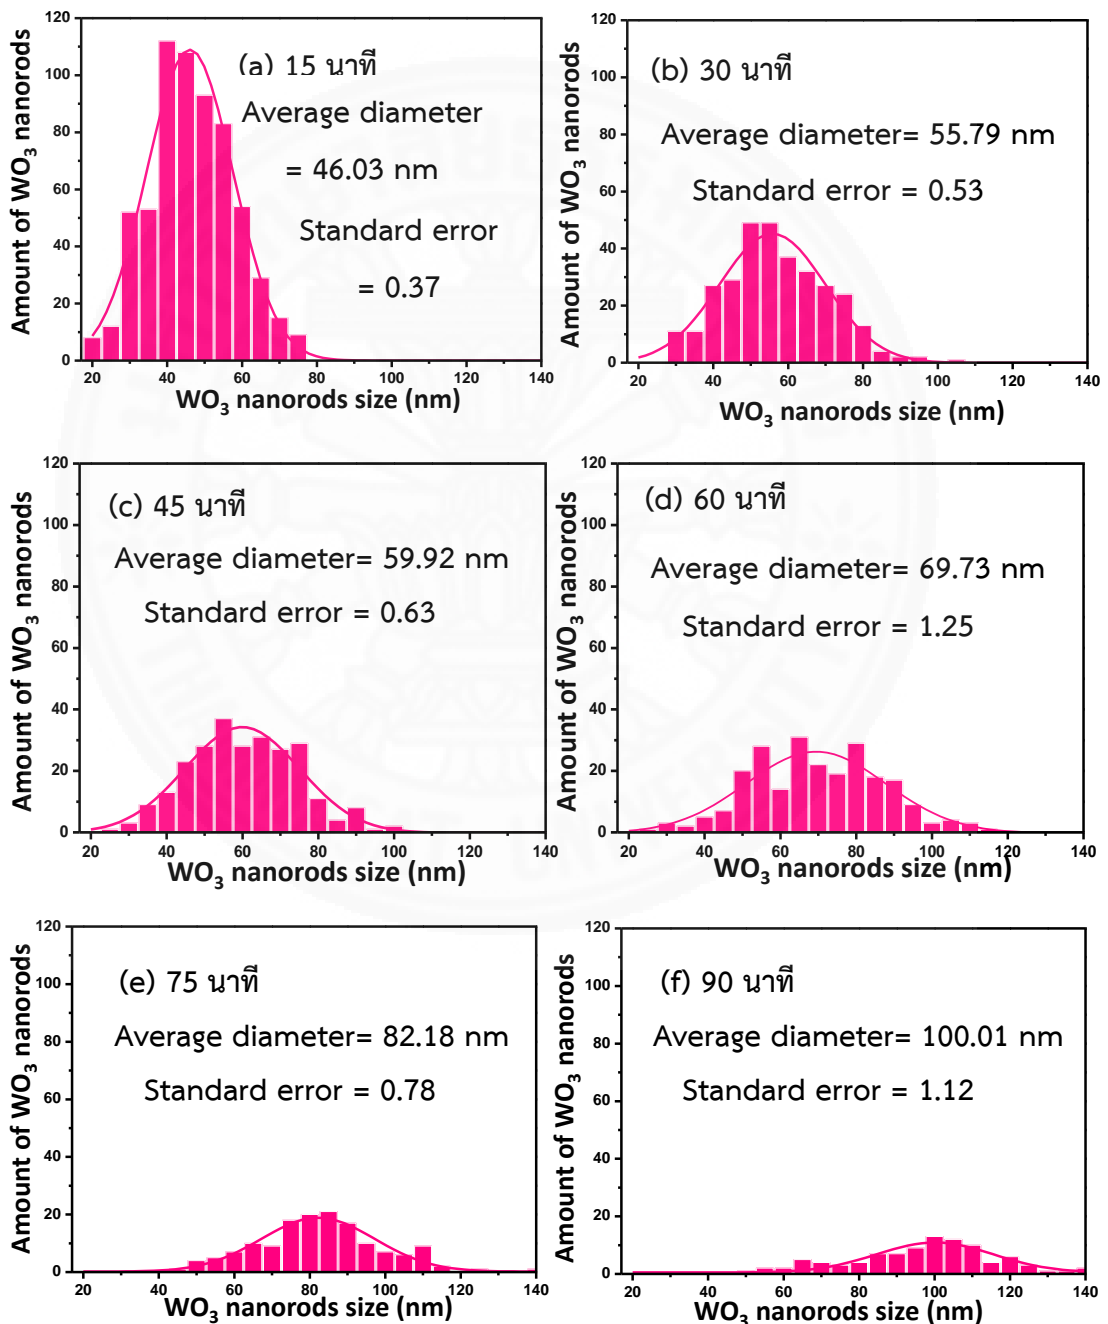 120
100
80
60
40
20
0
Amount of WO3 nanorods
(a) 15 นาที
Average diameter
= 46.03 nm
Standard error
= 0.37
20 40 60 80 100 120 140
WO3 nanorods size (nm)
120
100
80
60
40
20
0
Amount of WO3 nanorods
(b) 30 นาที
Average diameter= 55.79 nm
Standard error = 0.53
20 40 60 80 100 120 140
WO3 nanorods size (nm)
120
100
80
60
40
20
0
Amount of WO3 nanorods
(c) 45 นาที
Average diameter= 59.92 nm
Standard error = 0.63
20 40 60 80 100 120 140
WO3 nanorods size (nm)
120
100
80
60
40
20
0
Amount of WO3 nanorods
(d) 60 นาที
Average diameter= 69.73 nm
Standard error = 1.25
20 40 60 80 100 120 140
WO3 nanorods size (nm)
120
100
80
60
40
20
0
Amount of WO3 nanorods
(e) 75 นาที
Average diameter= 82.18 nm
Standard error = 0.78
20 40 60 80 100 120 140
WO3 nanorods size (nm)
120
100
80
60
40
20
0
Amount of WO3 nanorods
(f) 90 นาที
Average diameter= 100.01 nm
Standard error = 1.12
20 40 60 80 100 120 140
WO3 nanorods size (nm)